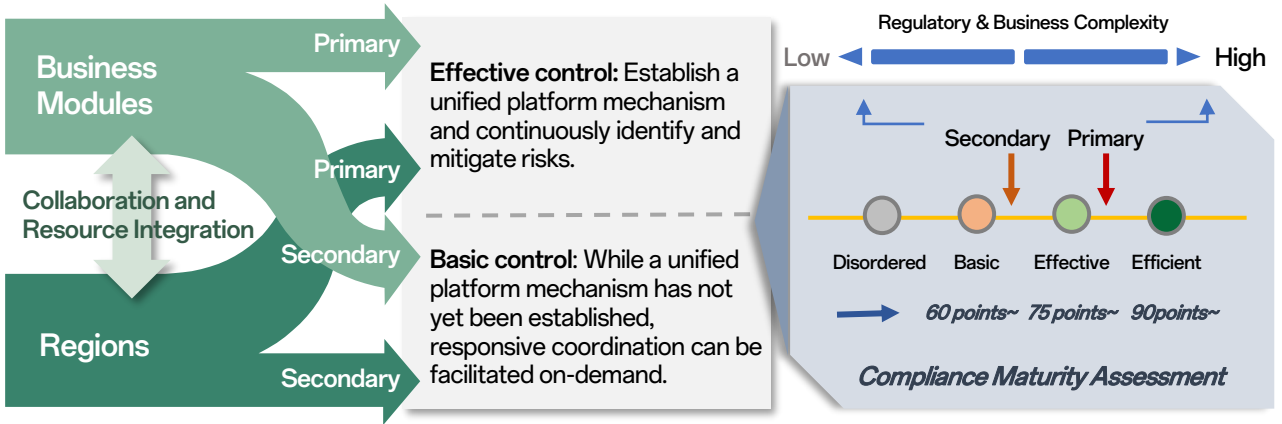 Business
Modules
Primary
Primary
Collaboration and
Resource Integration
Secondary
Regions
Secondary
Effective control: Establish a
unified platform mechanism
and continuously identify and
mitigate risks.
Basic control: While a unified
platform mechanism has not
yet been established,
responsive coordination can be
facilitated on-demand.
Regulatory & Business Complexity
Low
High
Secondary Primary
Disordered Basic Effective Efficient
60 points~ 75 points~ 90points~
Compliance Maturity Assessment